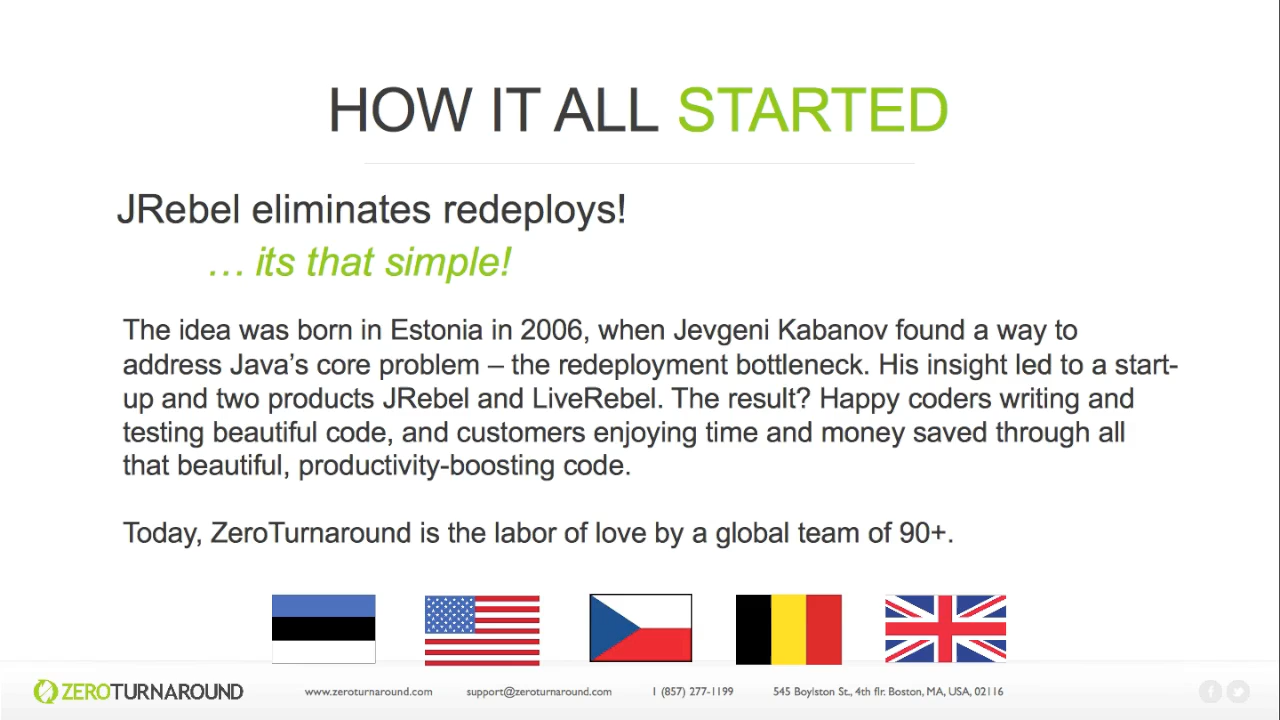 HOW IT ALL STARTED
JRebel eliminates redeploys!
… its that simple!
The idea was born in Estonia in 2006, when Jevgeni Kabanov found a way to
address Java’s core problem – the redeployment bottleneck. His insight led to a start-
up and two products JRebel and LiveRebel. The result? Happy coders writing and
testing beautiful code, and customers enjoying time and money saved through all
that beautiful, productivity-boosting code.
Today, ZeroTurnaround is the labor of love by a global team of 90+.
ZEROTURNAROUND www.zeroturnaround.com support@zeroturnaround.com 1 (857) 277-1199 545 Boylston St., 4th flr. Boston, MA, USA, 02116